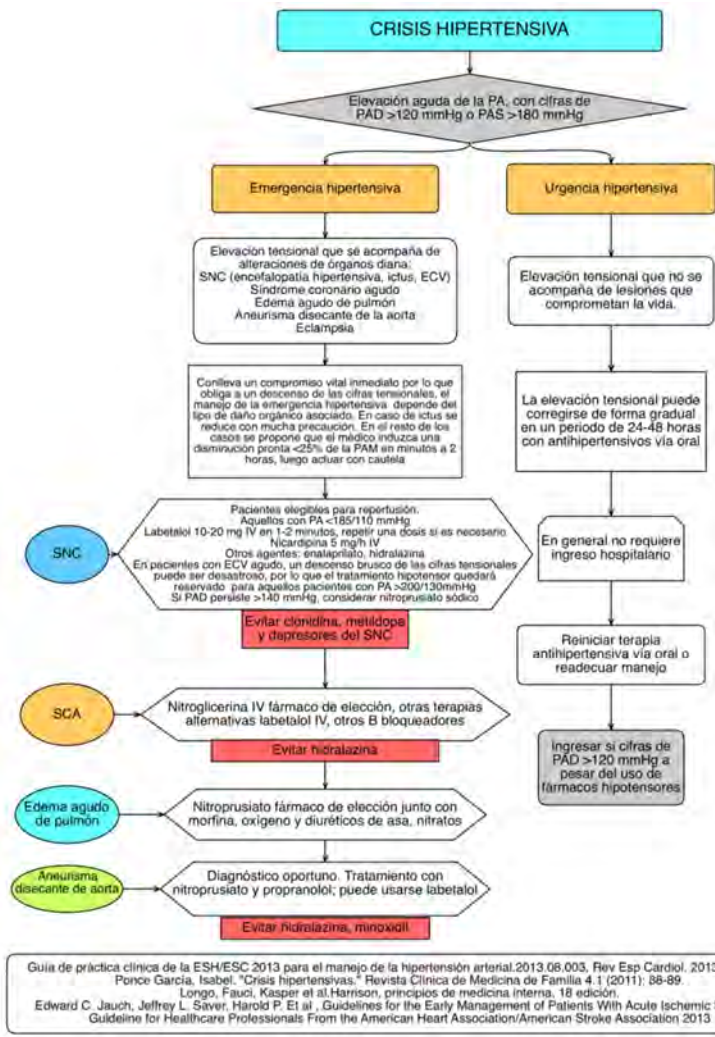 CRISIS HIPERTENSIVA
Elevación aguda de la PA, con cifras de
PAD >120 mmHg o PAS >180 mmHg
Emergencia hipertensiva
Elevación tensional que se acompaña de
alteraciones de órganos diana:
SNC (encefalopatía hipertensiva, ictus, ECV)
Síndrome coronario agudo
Edema agudo de pulmón
Aneurisma disecante de la aorta
Eclampsia
Conlleva un compromiso vital inmediato por lo que
obliga a un descenso de las cifras tensionales, el
manejo de la emergencia hipertensiva depende del
tipo de daño orgánico asociado. En caso de ictus se
reduce con mucha precaución. En el resto de los
casos se propone que el médico induzca una
disminución pronta <25% de la PAM en minutos a 2
horas, luego actuar con cautela
SNC
Pacientes elegibles para reperfusión.
Aquellos con PA <185/110 mmHg
Labetalol 10-20 mg IV en 1-2 minutos, repetir una dosis si es necesario
Nicardipina 5 mg/h IV
Otros agentes: enalaprilato, hidralazina
En pacientes con ECV agudo, un descenso brusco de las cifras tensionales
puede ser desastroso, por lo que el tratamiento hipotensor quedará
reservado para aquellos pacientes con PA >200/130mmHg
Si PAD persiste >140 mmHg, considerar nitroprusiato sódico
Evitar clonidina, metildopa
y depresores del SNC
SCA
Nitroglicerina IV fármaco de elección, otras terapias
alternativas labetalol IV, otros B bloqueadores
Evitar hidralazina
Edema agudo
de pulmón
Nitroprusiato fármaco de elección junto con
morfina, oxígeno y diuréticos de asa, nitratos
Aneurisma
disecante de aorta
Diagnóstico oportuno. Tratamiento con
nitroprusiato y propranolol; puede usarse labetalol
Evitar hidralazina, minoxidil
Urgencia hipertensiva
Elevación tensional que no se
acompaña de lesiones que
comprometan la vida.
La elevación tensional puede
corregirse de forma gradual
en un periodo de 24-48 horas
con antihipertensivos vía oral
En general no requiere
ingreso hospitalario
Reiniciar terapia
antihipertensiva vía oral o
readecuar manejo
Ingresar si cifras de
PAD >120 mmHg a
pesar del uso de
fármacos hipotensores
Guía de práctica clínica de la ESH/ESC 2013 para el manejo de la hipertensión arterial.2013.08.003. Rev Esp Cardiol. 2013
Ponce García, Isabel. "Crisis hipertensivas." Revista Clínica de Medicina de Familia 4.1 (2011): 88-89.
Longo, Fauci, Kasper et al.Harrison, principios de medicina interna. 18 edición.
Edward C. Jauch, Jeffrey L. Saver, Harold P. Et al , Guidelines for the Early Management of Patients With Acute Ischemic
Guideline for Healthcare Professionals From the American Heart Association/American Stroke Association 2013